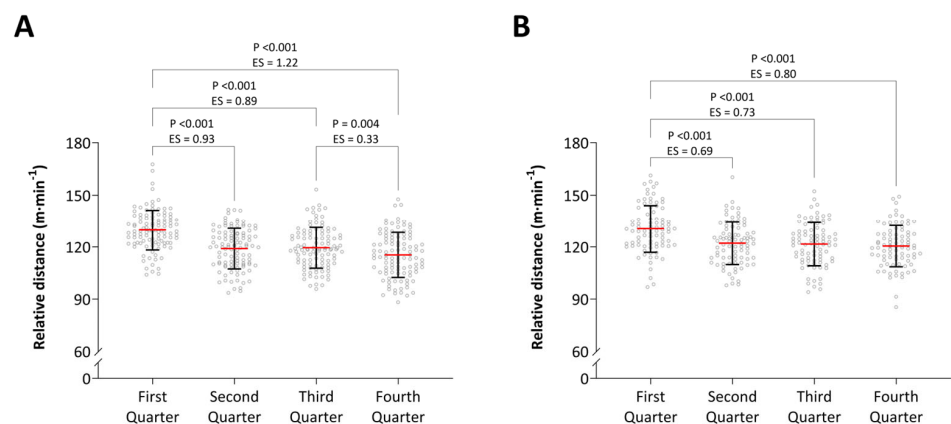 A
P <0.001
ES = 1.22
P <0.001
ES = 0.89
P <0.001
ES = 0.93
P = 0.004
ES = 0.33
Relative distance (m·min⁻¹)
180
150
120
90
60
0
First
Quarter
Second
Quarter
Third
Quarter
Fourth
Quarter
B
P <0.001
ES = 0.80
P <0.001
ES = 0.73
P <0.001
ES = 0.69
Relative distance (m·min⁻¹)
180
150
120
90
60
0
First
Quarter
Second
Quarter
Third
Quarter
Fourth
Quarter